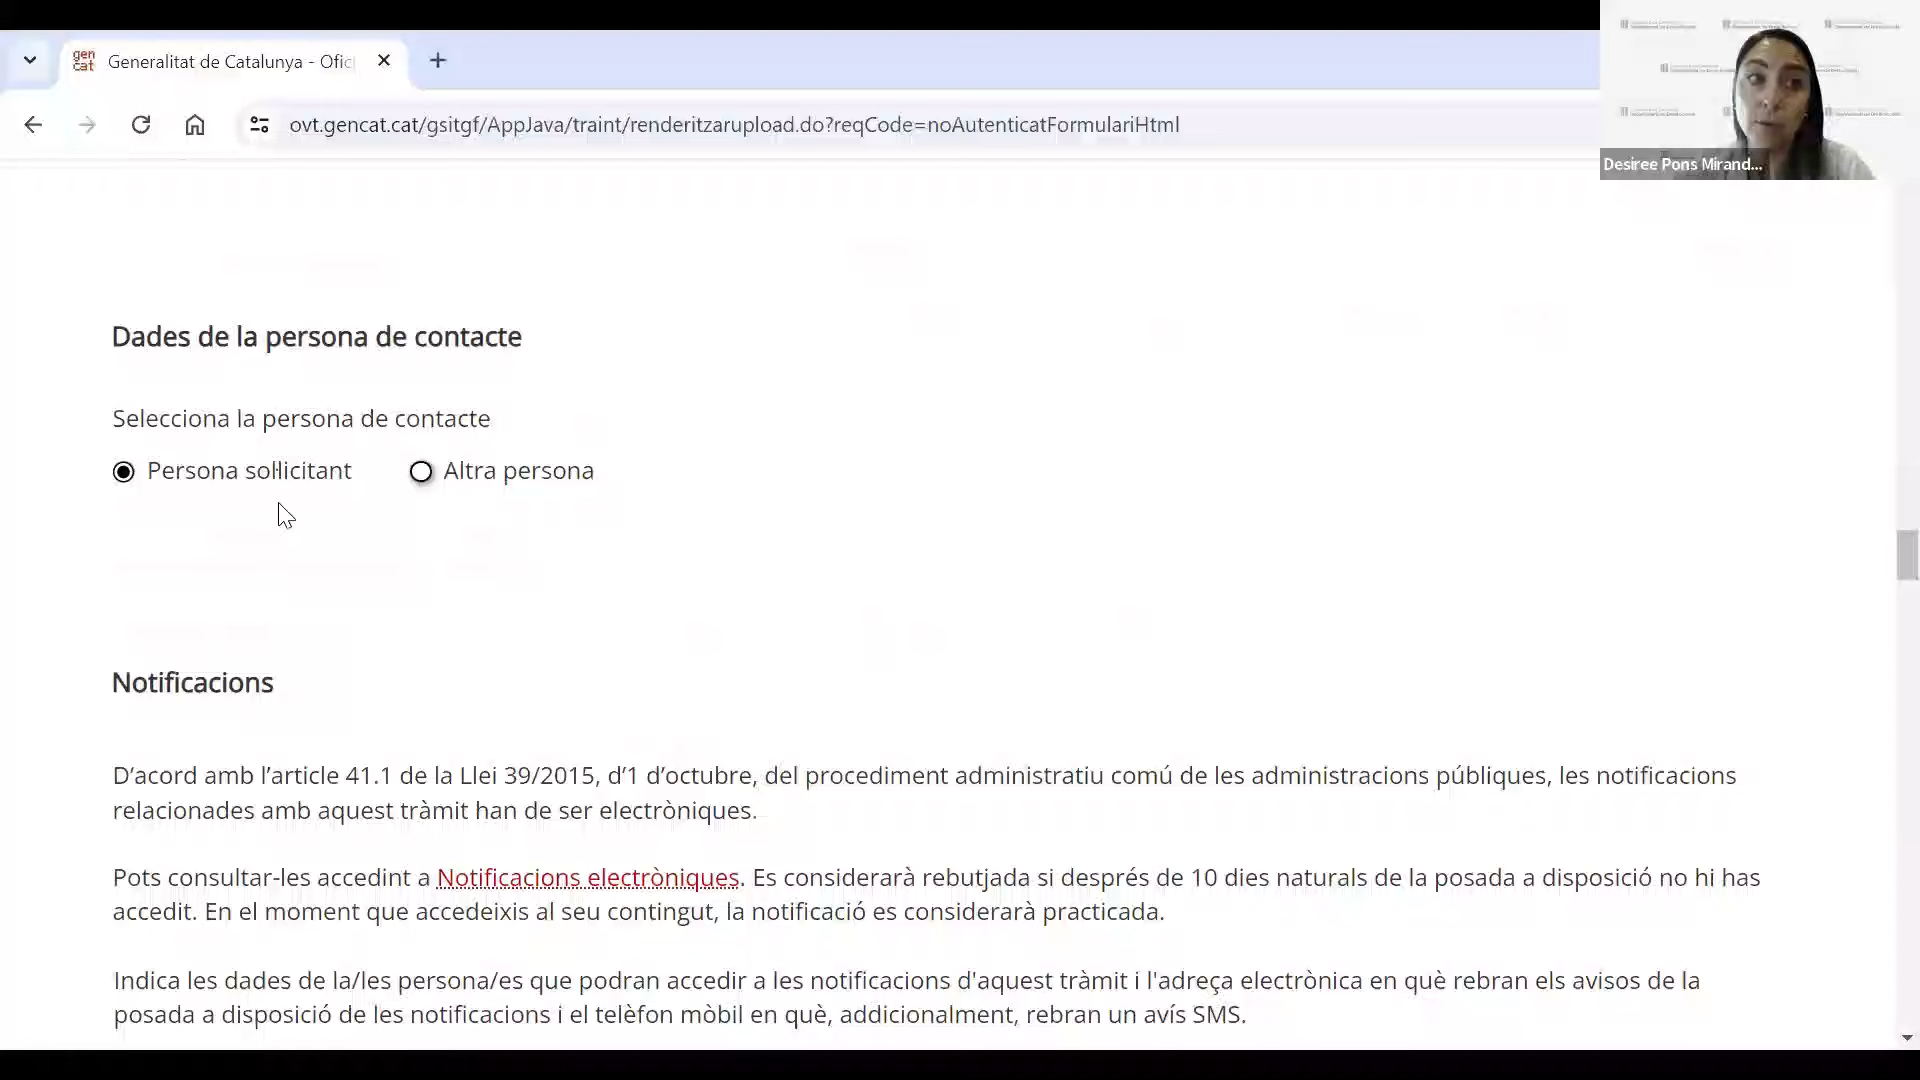 gen
cat
Generalitat de Catalunya - Ofic
ovt.gencat.cat/gsitgf/AppJava/traint/renderitzarupload.do?reqCode=noAutenticatFormulariHtml
Desiree Pons Mirand...
Dades de la persona de contacte
Selecciona la persona de contacte
Persona sol·licitant
Altra persona
Notificacions
D’acord amb l’article 41.1 de la Llei 39/2015, d’1 d’octubre, del procediment administratiu comú de les administracions públiques, les notificacions
relacionades amb aquest tràmit han de ser electròniques.
Pots consultar-les accedint a Notificacions electròniques. Es considerarà rebutjada si després de 10 dies naturals de la posada a disposició no hi has
accedit. En el moment que accedeixis al seu contingut, la notificació es considerarà practicada.
Indica les dades de la/les persona/es que podran accedir a les notificacions d'aquest tràmit i l'adreça electrònica en què rebran els avisos de la
posada a disposició de les notificacions i el telèfon mòbil en què, addicionalment, rebran un avís SMS.